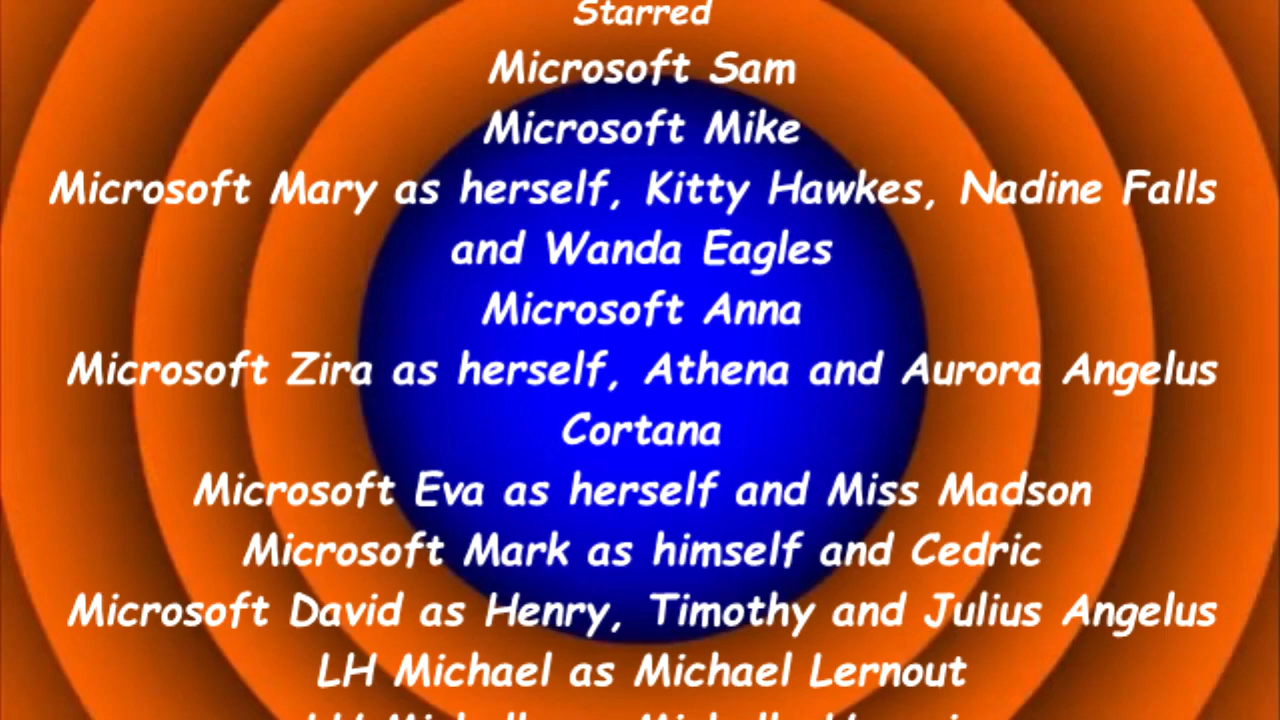 Starred
Microsoft Sam
Microsoft Mike
Microsoft Mary as herself, Kitty Hawkes, Nadine Falls
and Wanda Eagles
Microsoft Anna
Microsoft Zira as herself, Athena and Aurora Angelus
Cortana
Microsoft Eva as herself and Miss Madson
Microsoft Mark as himself and Cedric
Microsoft David as Henry, Timothy and Julius Angelus
LH Michael as Michael Lernout